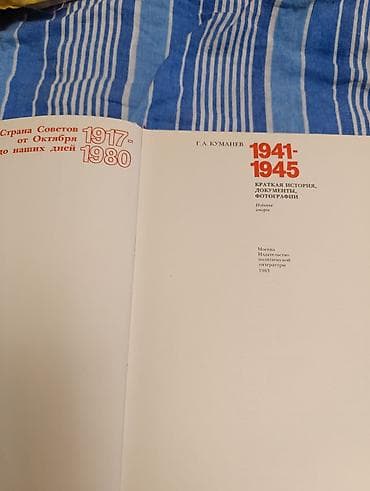 Страна Советов
от Октября
до наших дней
1917-
1980
Г. А. КУМАНЕВ
1941-
1945
КРАТКАЯ ИСТОРИЯ,
ДОКУМЕНТЫ,
ФОТОГРАФИИ
Издание
второе
Москва
Издательство
политической
литературы
1983